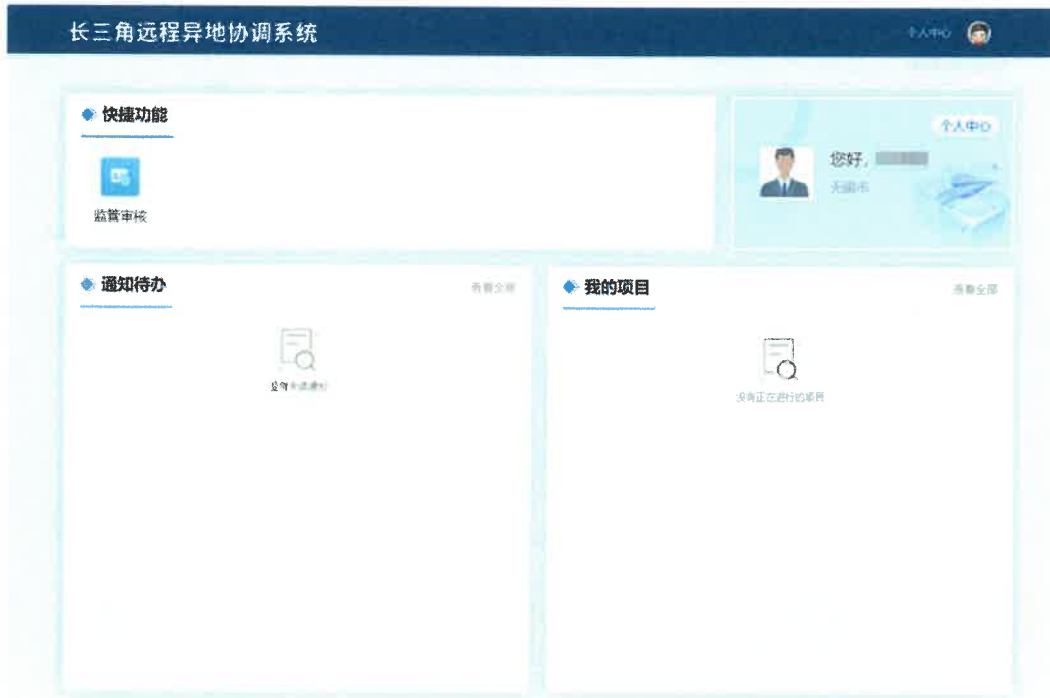 长三角远程异地协调系统
个人中心
快捷功能
监管审核
个人中心
您好,
无锡市
通知待办
查看全部
没有
我的项目
查看全部
没有正在进行的项目